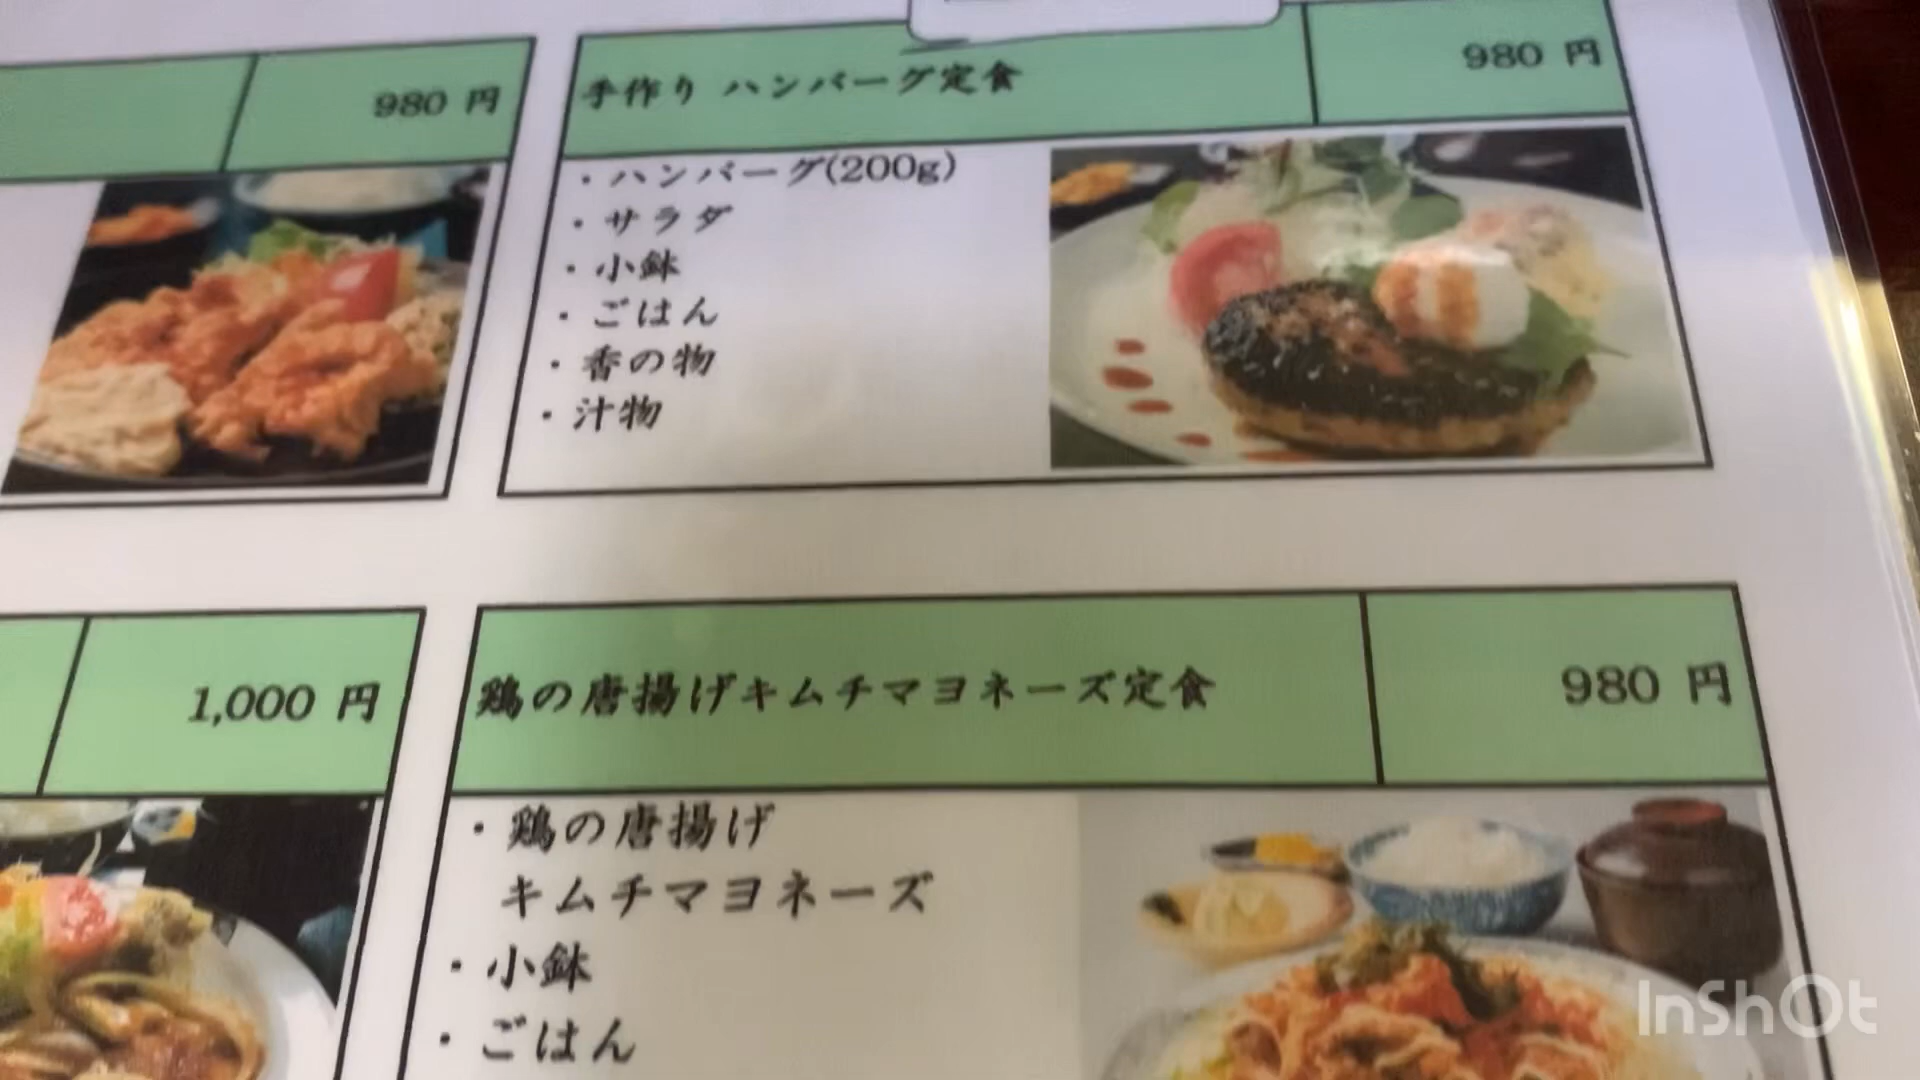 980 円
手作り ハンバーグ定食
980 円
・ハンバーグ(200g)
・サラダ
・小鉢
・ごはん
・香の物
・汁物
1,000 円
鶏の唐揚げキムチマヨネーズ定食
980 円
・鶏の唐揚げ
キムチマヨネーズ
・小鉢
・ごはん
InShOt